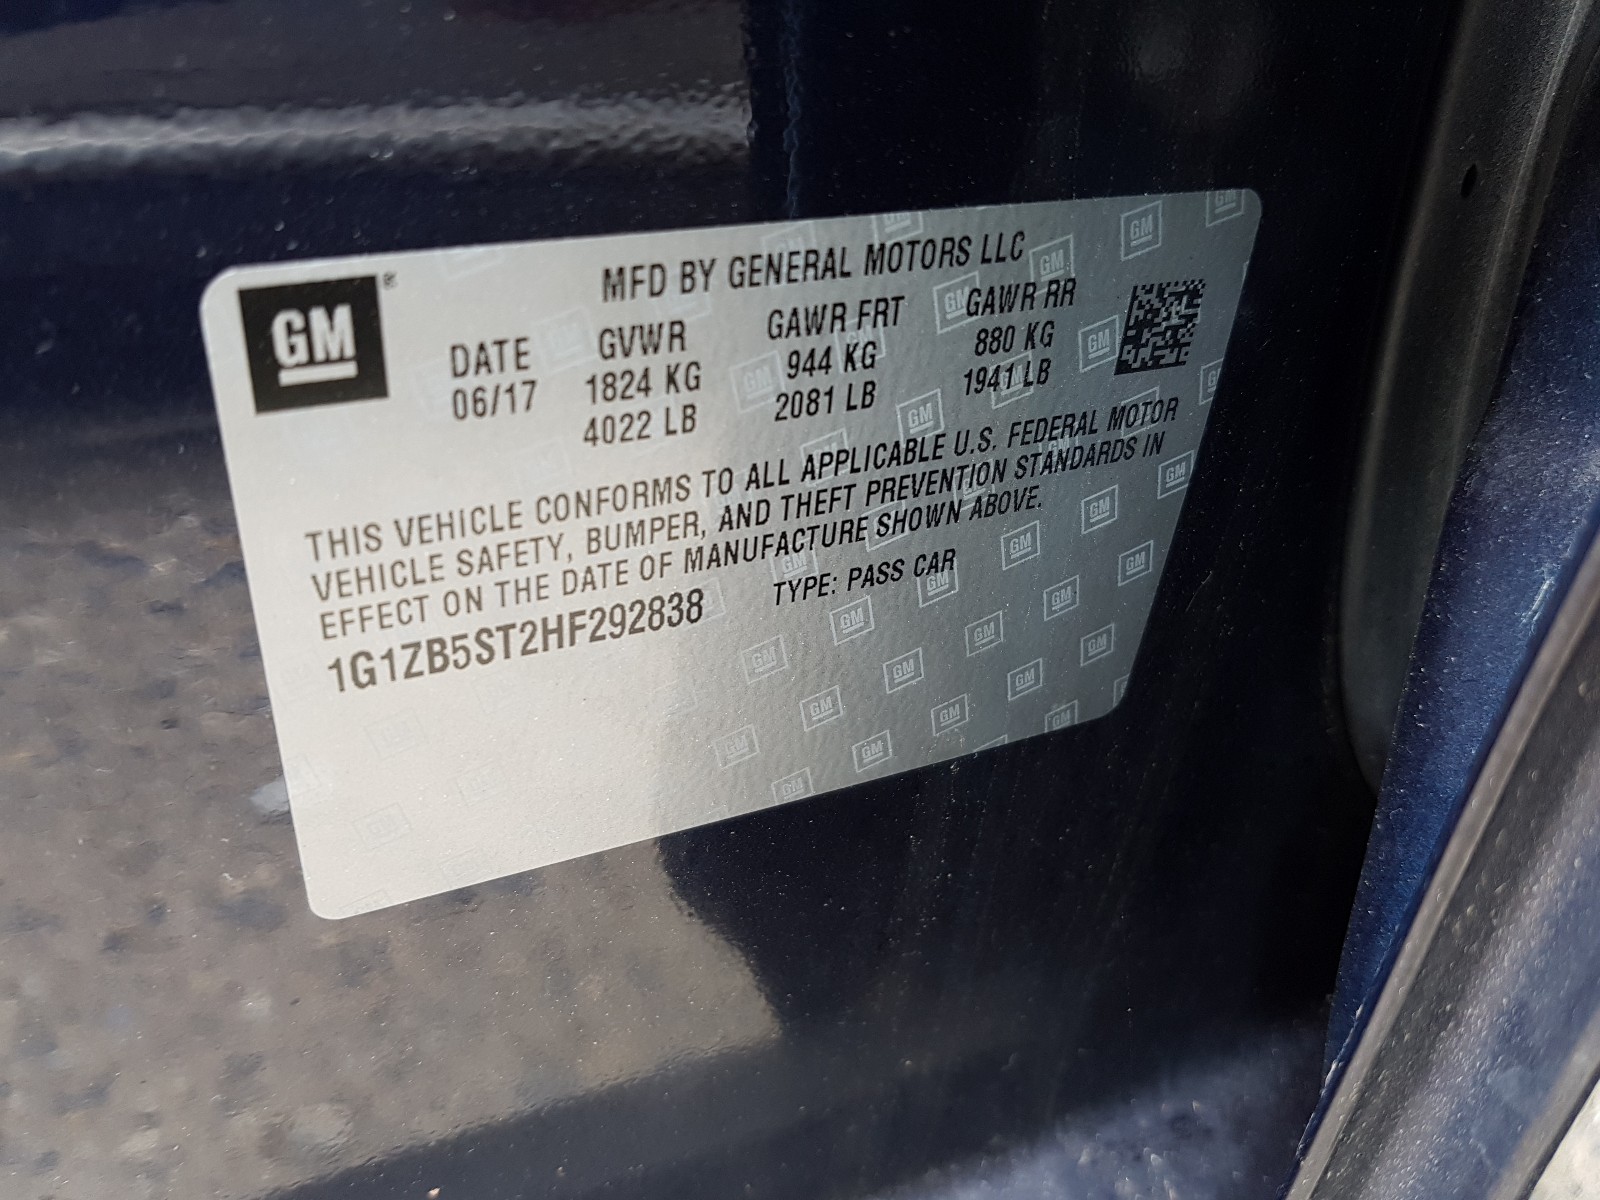 GM
MFD BY GENERAL MOTORS LLC
DATE GVWR GAWR FRT GAWR RR
06/17 1824 KG 944 KG 880 KG
4022 LB 2081 LB 1941 LB
THIS VEHICLE CONFORMS TO ALL APPLICABLE U.S. FEDERAL MOTOR
VEHICLE SAFETY, BUMPER, AND THEFT PREVENTION STANDARDS IN
EFFECT ON THE DATE OF MANUFACTURE SHOWN ABOVE.
1G1ZB5ST2HF292838 TYPE: PASS CAR